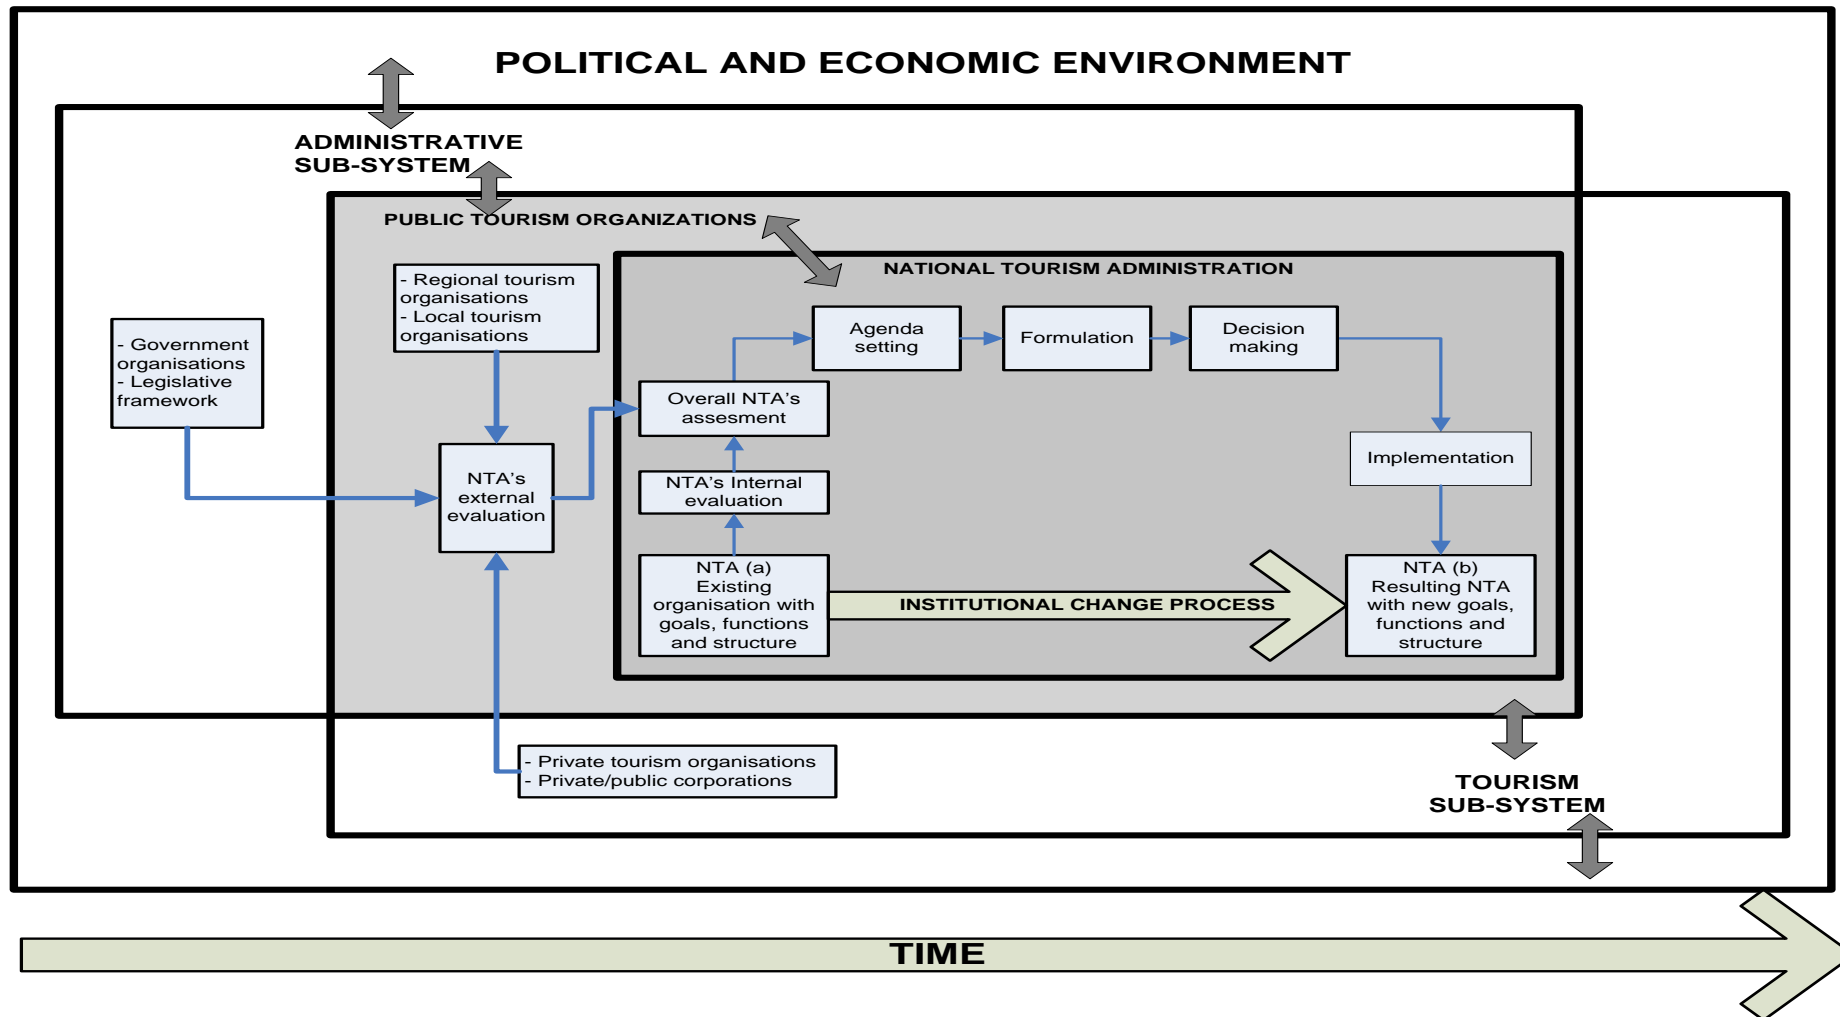 POLITICAL AND ECONOMIC ENVIRONMENT
ADMINISTRATIVE
SUB-SYSTEM
PUBLIC TOURISM ORGANIZATIONS
NATIONAL TOURISM ADMINISTRATION
- Regional tourism
organisations
- Local tourism
organisations
- Government
organisations
- Legislative
framework
Agenda
setting
Formulation
Decision
making
Overall NTA's
assesment
NTA's
external
evaluation
NTA's Internal
evaluation
Implementation
NTA (a)
Existing
organisation with
goals, functions
and structure
INSTITUTIONAL CHANGE PROCESS
NTA (b)
Resulting NTA
with new goals,
functions and
structure
- Private tourism organisations
- Private/public corporations
TOURISM
SUB-SYSTEM
TIME